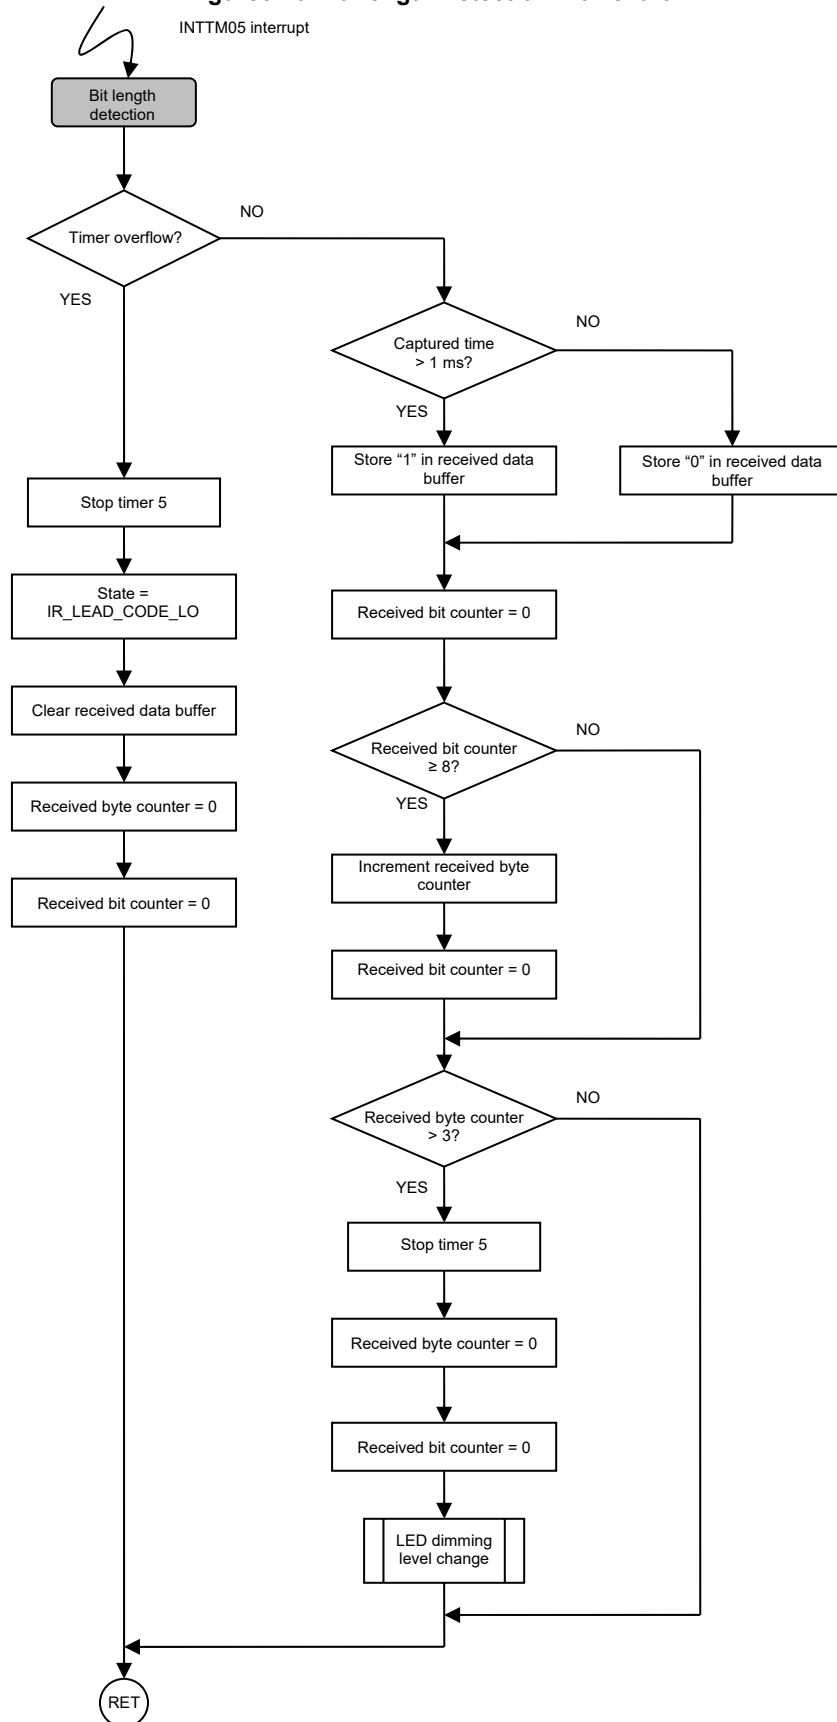 INTTM05 interrupt
Bit length
detection
Timer overflow?
NO
YES
Captured time
> 1 ms?
NO
YES
Store “1” in received data
buffer
Store “0” in received data
buffer
Stop timer 5
State =
IR_LEAD_CODE_LO
Received bit counter = 0
Clear received data buffer
Received bit counter
≥ 8?
NO
YES
Received byte counter = 0
Increment received byte
counter
Received bit counter = 0
Received bit counter = 0
Received byte counter
> 3?
NO
YES
Stop timer 5
Received byte counter = 0
Received bit counter = 0
LED dimming
level change
RET